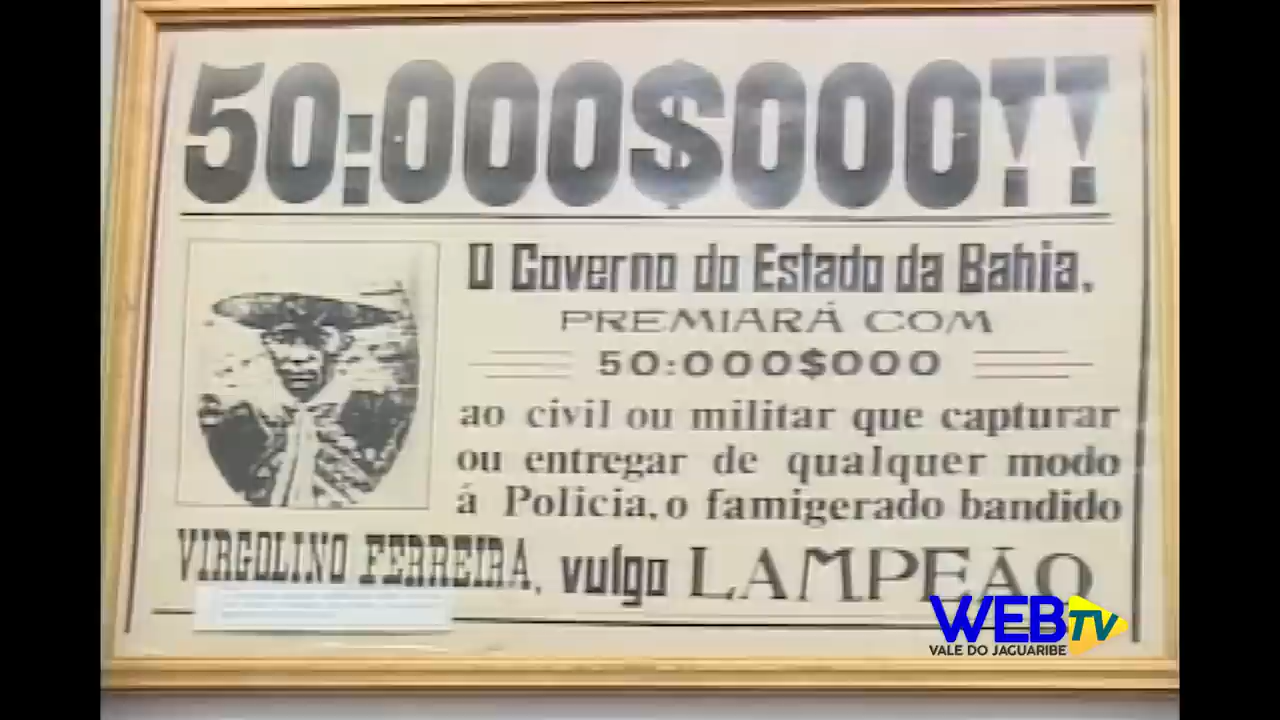 50:000$000!!
O Governo do Estado da Bahia,
PREMIARÁ COM
50:000$000
ao civil ou militar que capturar
ou entregar de qualquer modo
á Policia, o famigerado bandido
VIRGOLINO FERREIRA, vulgo LAMPEÃO
WEBTV
VALE DO JAGUARIBE